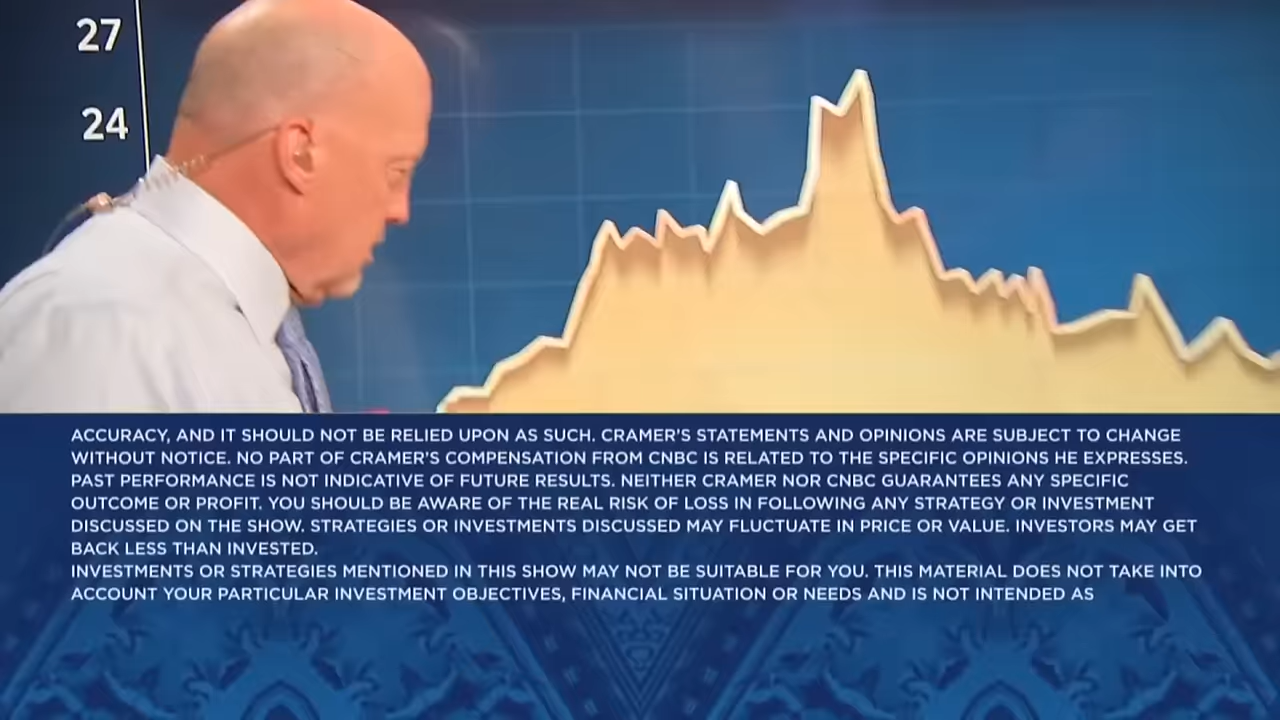 27
24
ACCURACY, AND IT SHOULD NOT BE RELIED UPON AS SUCH. CRAMER'S STATEMENTS AND OPINIONS ARE SUBJECT TO CHANGE
WITHOUT NOTICE. NO PART OF CRAMER'S COMPENSATION FROM CNBC IS RELATED TO THE SPECIFIC OPINIONS HE EXPRESSES.
PAST PERFORMANCE IS NOT INDICATIVE OF FUTURE RESULTS. NEITHER CRAMER NOR CNBC GUARANTEES ANY SPECIFIC
OUTCOME OR PROFIT. YOU SHOULD BE AWARE OF THE REAL RISK OF LOSS IN FOLLOWING ANY STRATEGY OR INVESTMENT
DISCUSSED ON THE SHOW. STRATEGIES OR INVESTMENTS DISCUSSED MAY FLUCTUATE IN PRICE OR VALUE. INVESTORS MAY GET
BACK LESS THAN INVESTED.
INVESTMENTS OR STRATEGIES MENTIONED IN THIS SHOW MAY NOT BE SUITABLE FOR YOU. THIS MATERIAL DOES NOT TAKE INTO
ACCOUNT YOUR PARTICULAR INVESTMENT OBJECTIVES, FINANCIAL SITUATION OR NEEDS AND IS NOT INTENDED AS